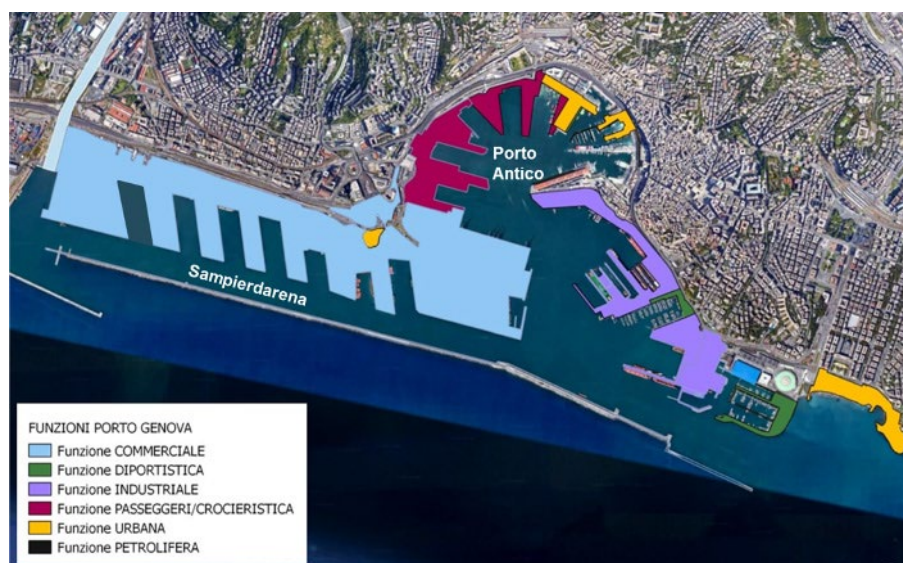 Porto
Antico
Sampierdarena
FUNZIONI PORTO GENOVA
Funzione COMMERCIALE
Funzione DIPORTISTICA
Funzione INDUSTRIALE
Funzione PASSEGGERI/CROCIERISTICA
Funzione URBANA
Funzione PETROLIFERA